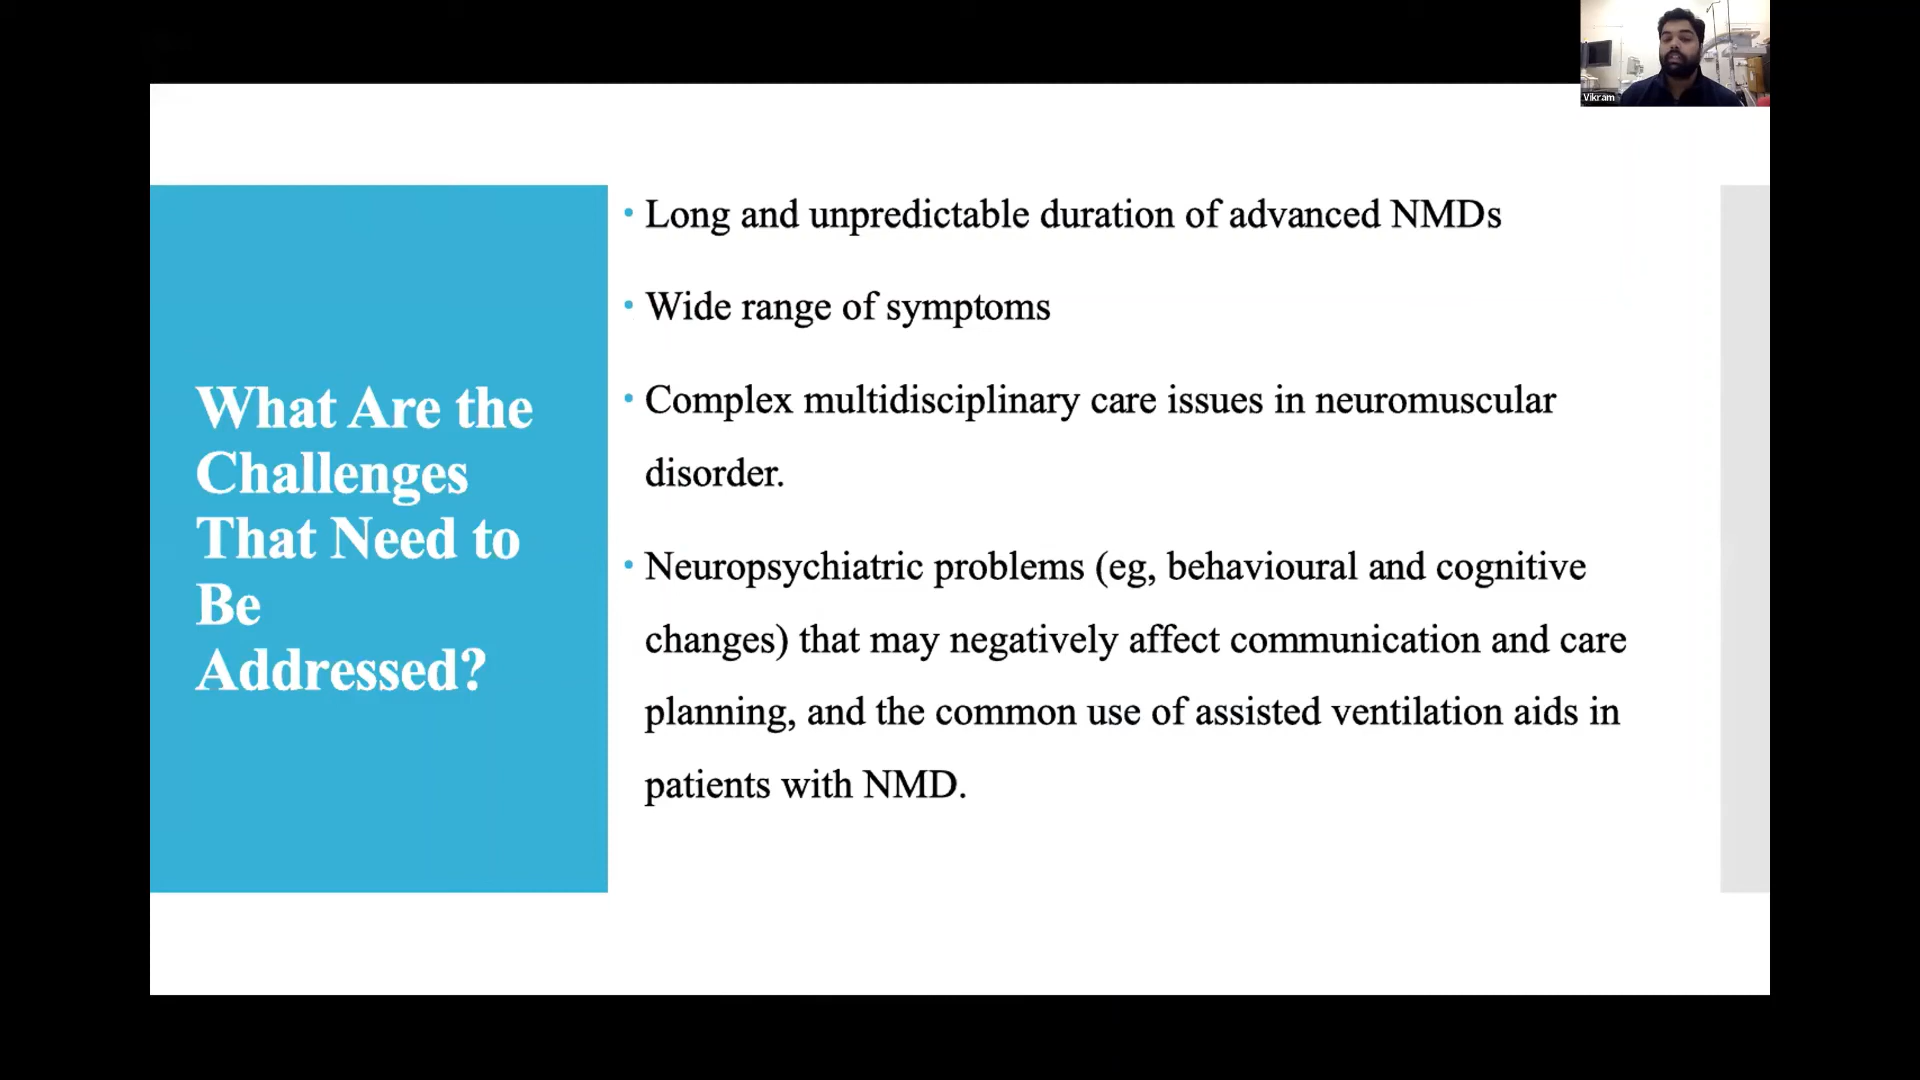 Vikram
What Are the
Challenges
That Need to
Be
Addressed?
• Long and unpredictable duration of advanced NMDs
• Wide range of symptoms
• Complex multidisciplinary care issues in neuromuscular
disorder.
• Neuropsychiatric problems (eg, behavioural and cognitive
changes) that may negatively affect communication and care
planning, and the common use of assisted ventilation aids in
patients with NMD.